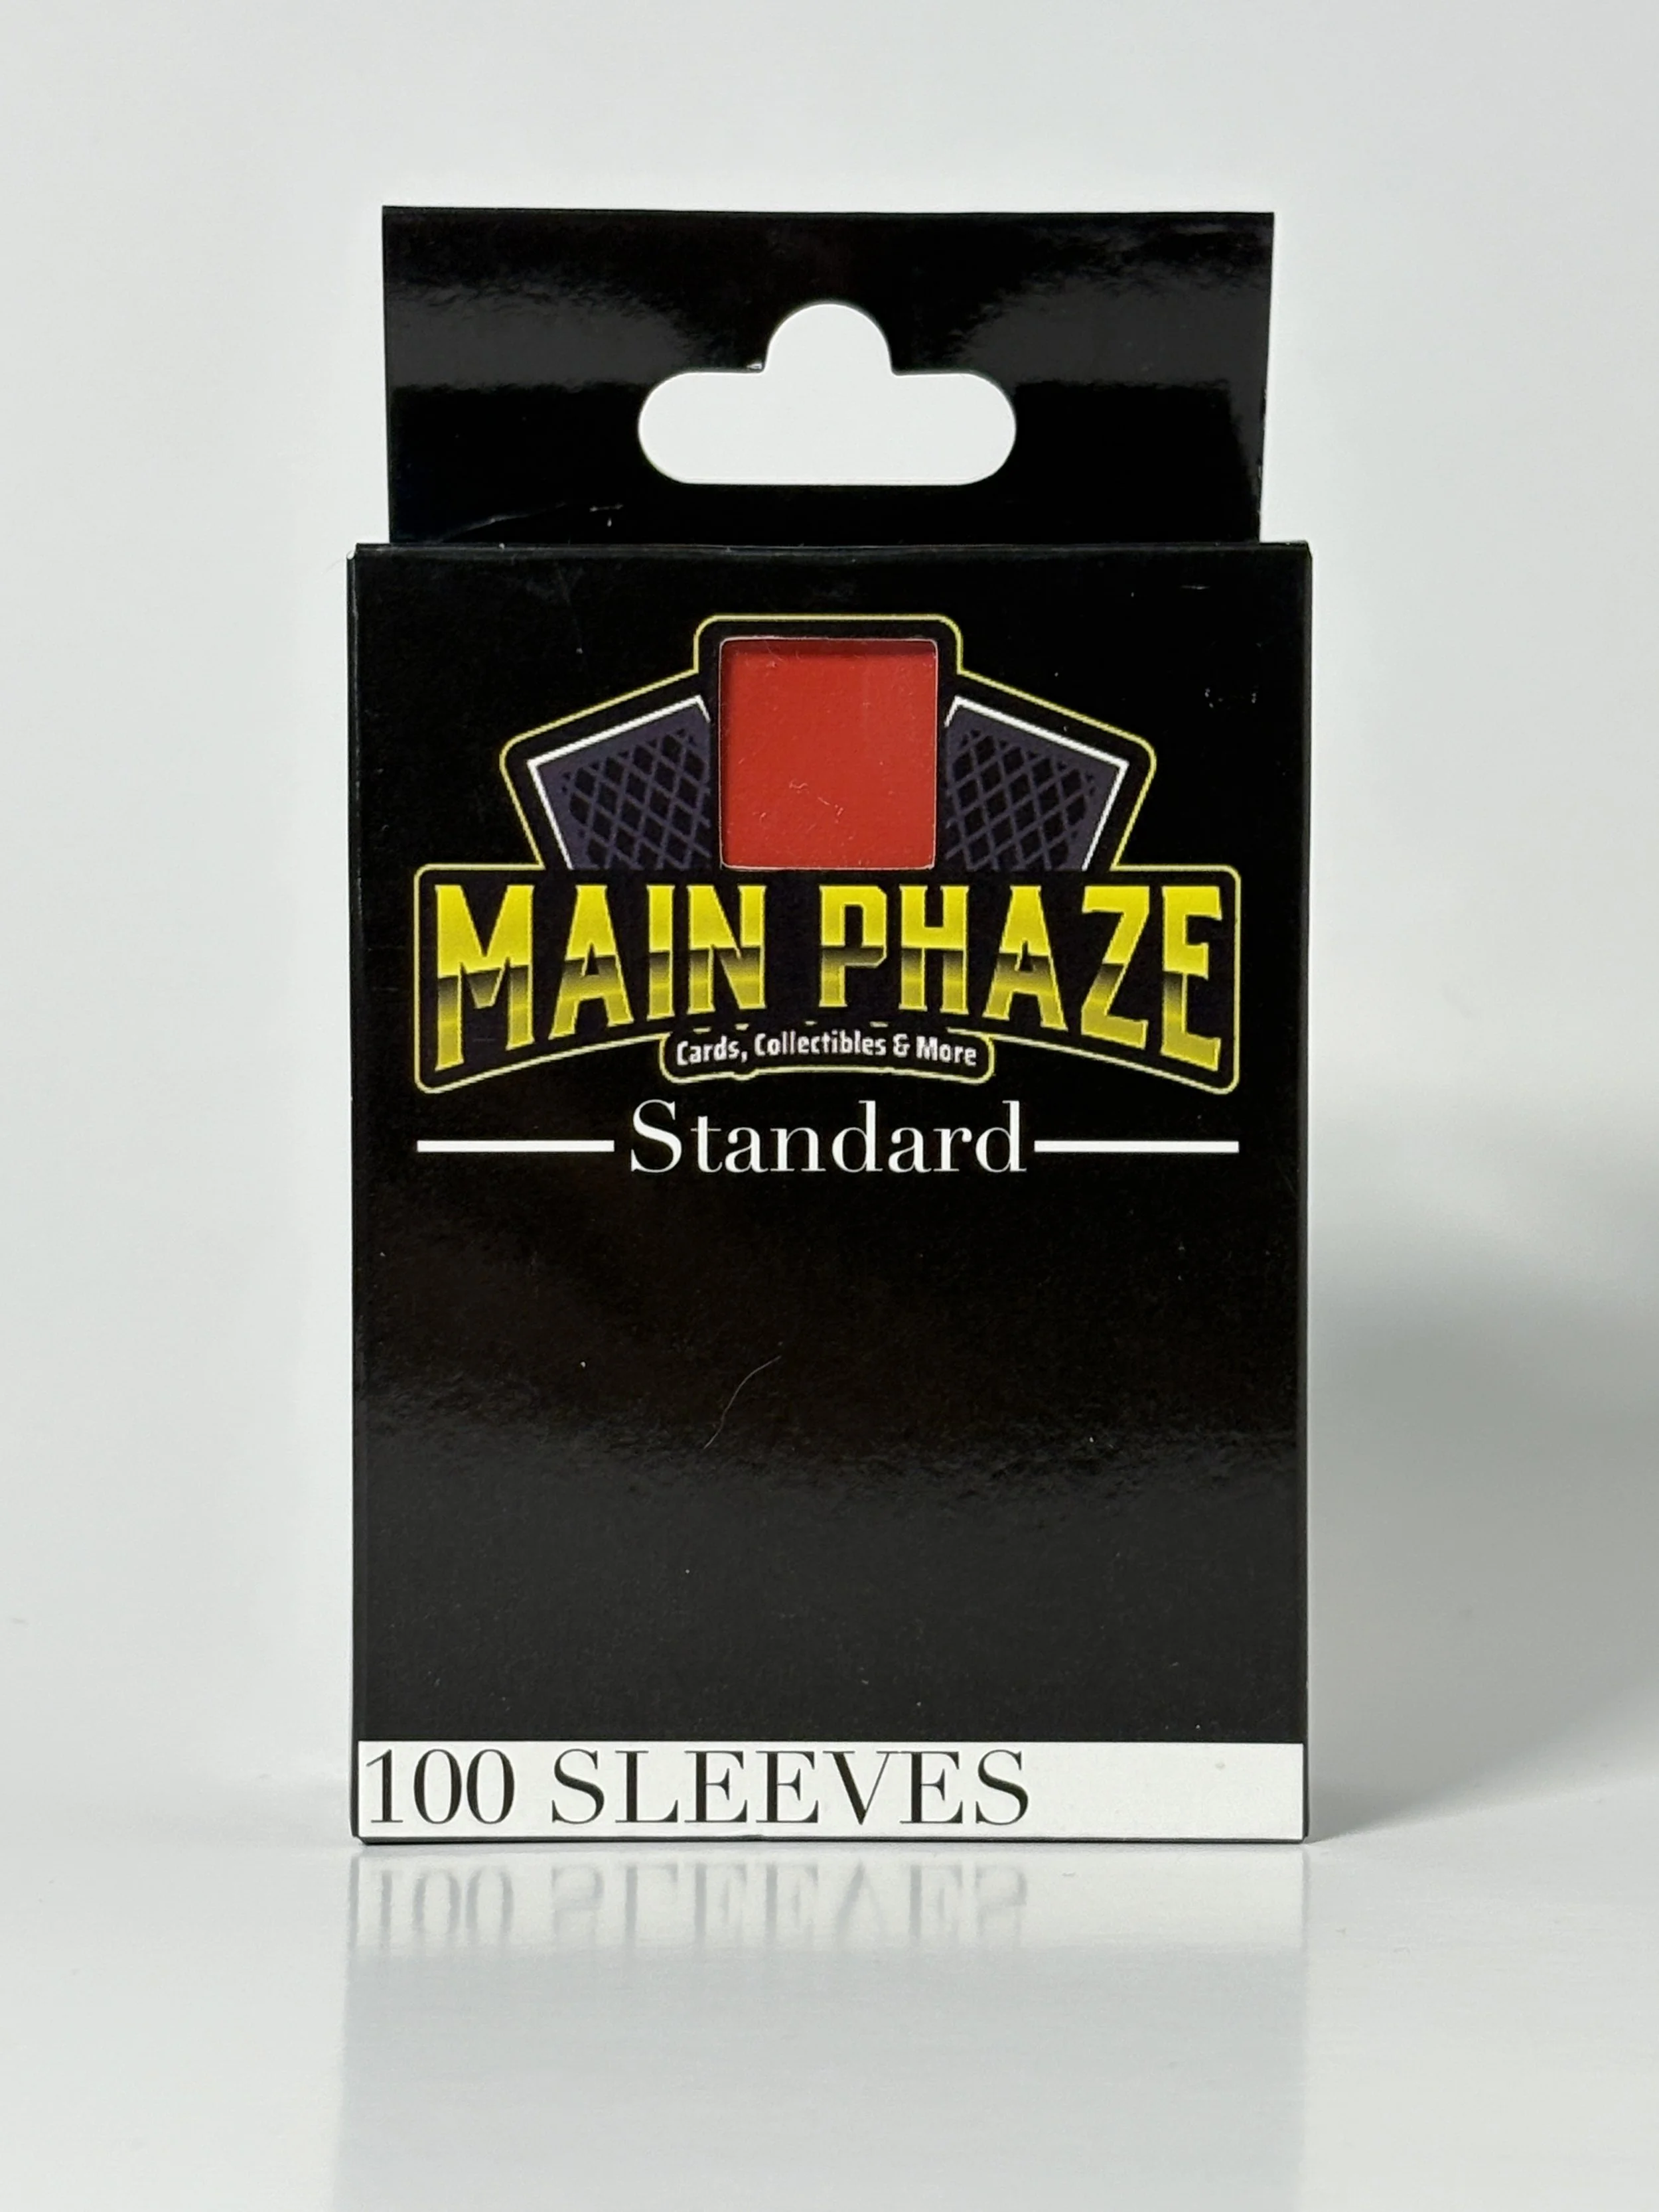 MAIN PHAZE
Cards, Collectibles & More
Standard
100 SLEEVES